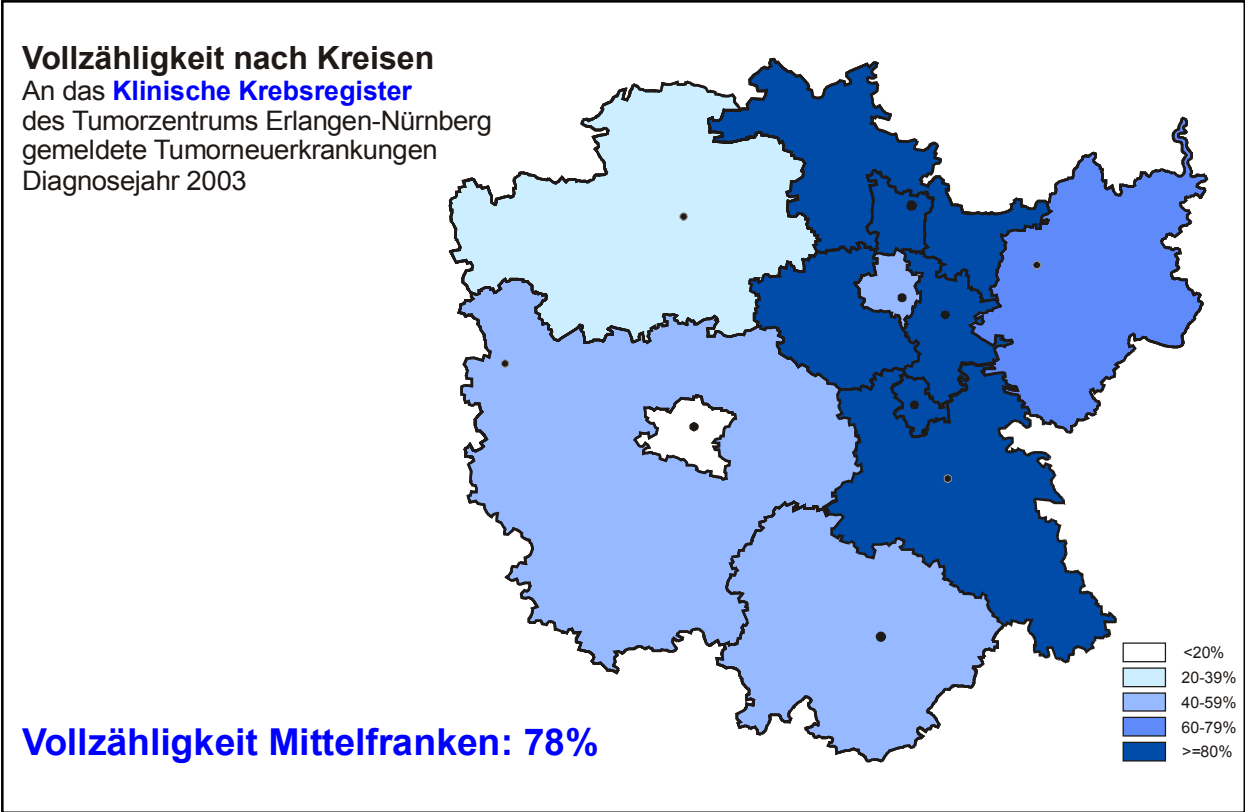 Vollzähligkeit nach Kreisen
An das Klinische Krebsregister
des Tumorzentrums Erlangen-Nürnberg
gemeldete Tumorneuerkrankungen
Diagnosejahr 2003
<20%
20-39%
40-59%
60-79%
>=80%
Vollzähligkeit Mittelfranken: 78%